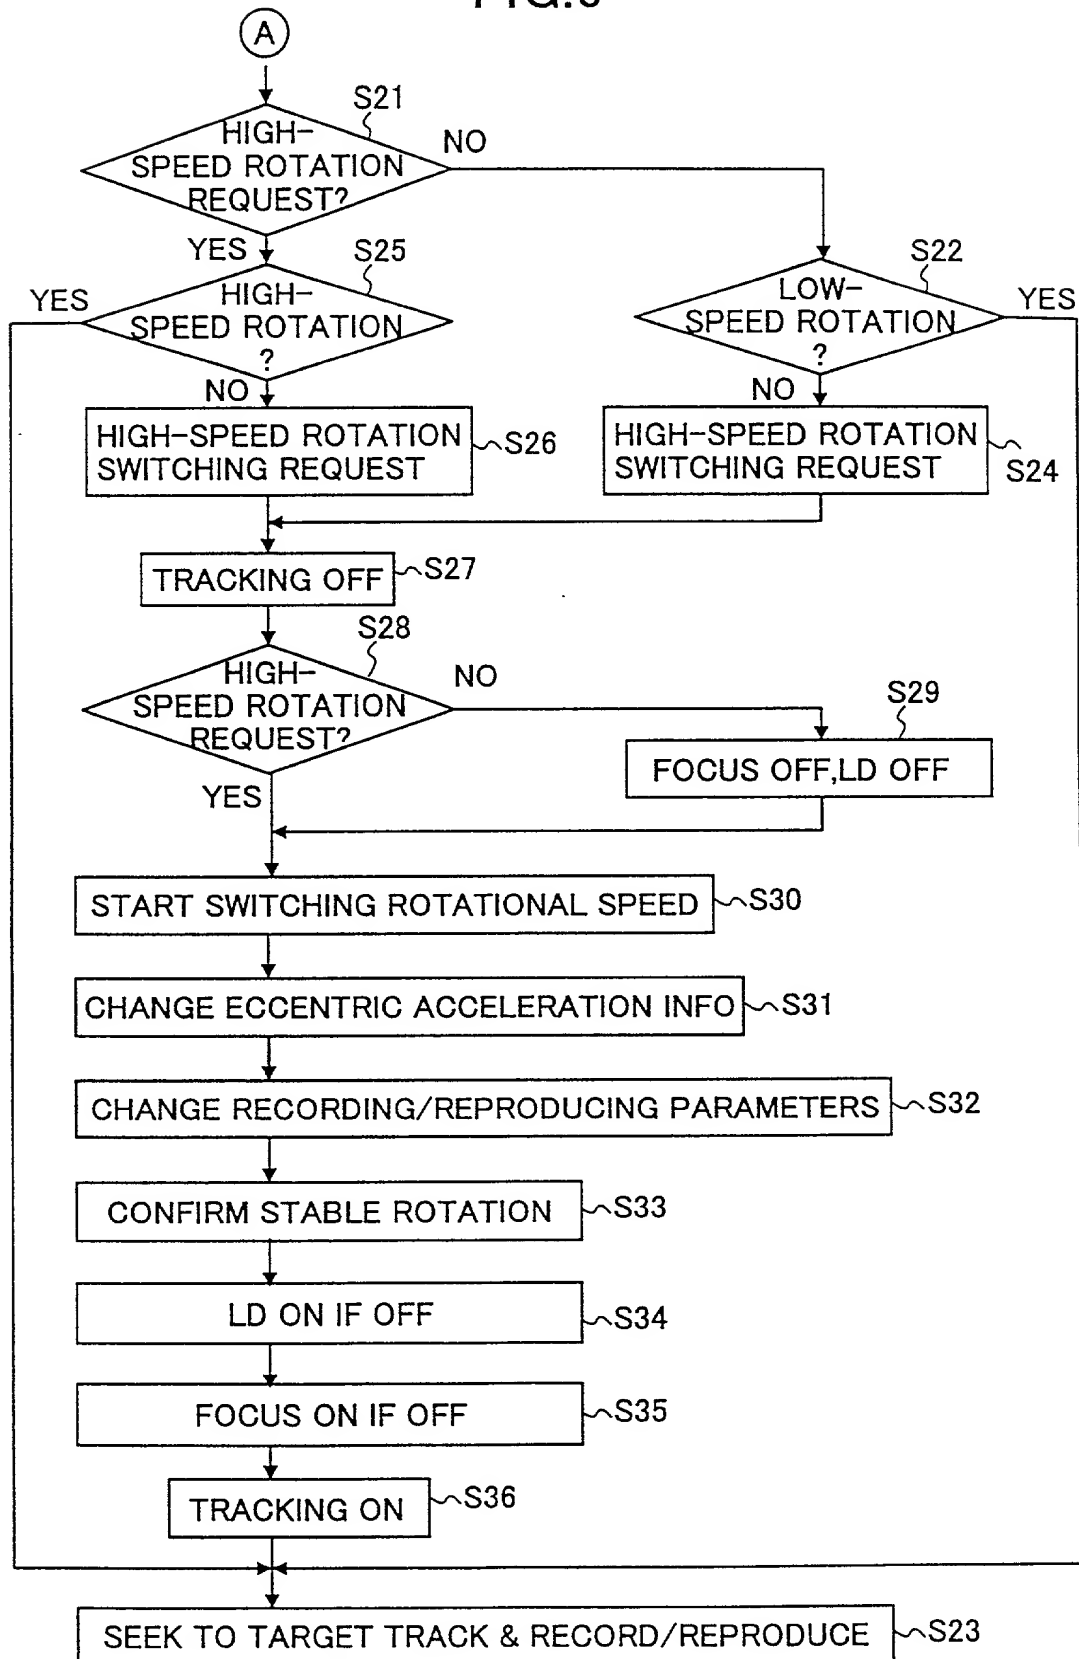 A
S21
HIGH-
SPEED ROTATION
REQUEST?
NO
YES
S25
HIGH-
SPEED ROTATION
?
YES
NO
S22
LOW-
SPEED ROTATION
?
YES
NO
HIGH-SPEED ROTATION
SWITCHING REQUEST
S26
HIGH-SPEED ROTATION
SWITCHING REQUEST
S24
TRACKING OFF
S27
S28
HIGH-
SPEED ROTATION
REQUEST?
NO
YES
S29
FOCUS OFF,LD OFF
START SWITCHING ROTATIONAL SPEED
S30
CHANGE ECCENTRIC ACCELERATION INFO
S31
CHANGE RECORDING/REPRODUCING PARAMETERS
S32
CONFIRM STABLE ROTATION
S33
LD ON IF OFF
S34
FOCUS ON IF OFF
S35
TRACKING ON
S36
SEEK TO TARGET TRACK & RECORD/REPRODUCE
S23